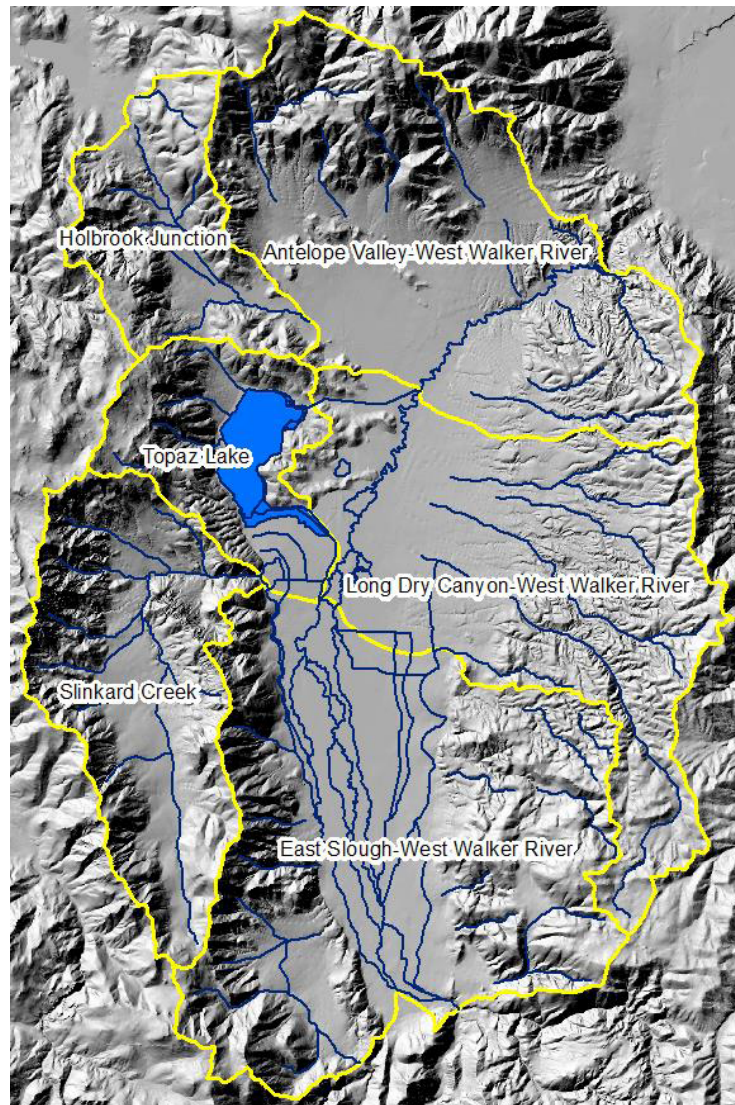 Holbrook Junction
Antelope Valley-West Walker River
Topaz Lake
Long Dry Canyon-West Walker River
Slinkard Creek
East Slough-West Walker River